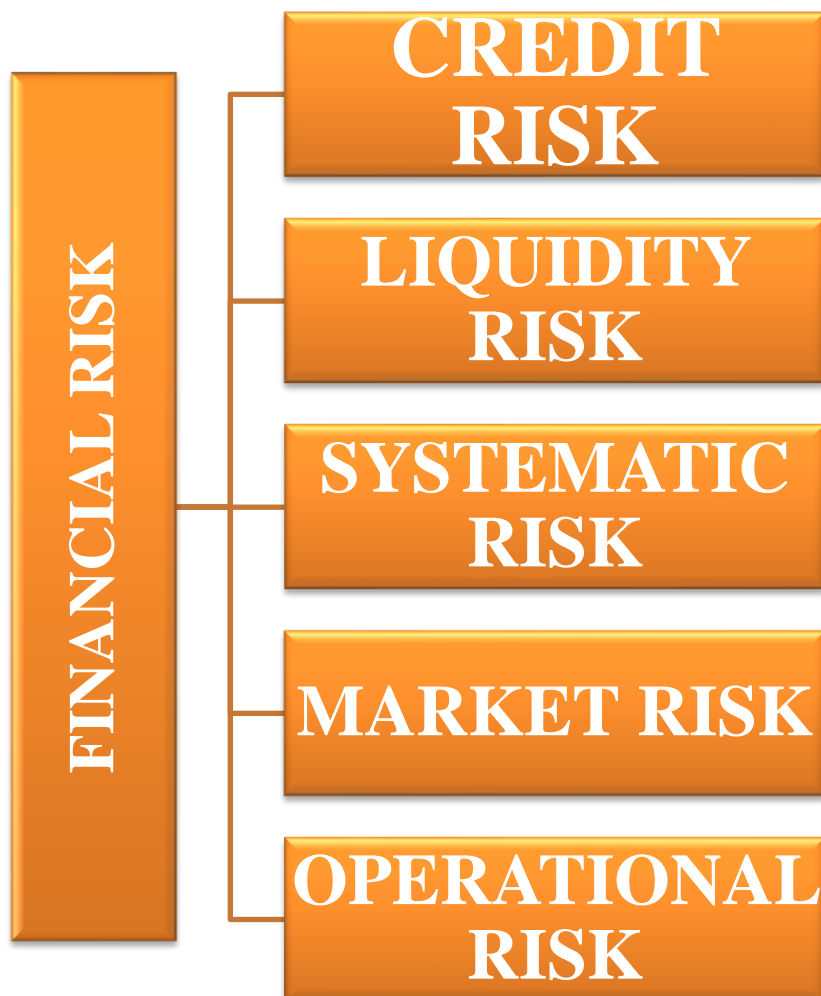 FINANCIAL RISK
CREDIT
RISK
LIQUIDITY
RISK
SYSTEMATIC
RISK
MARKET RISK
OPERATIONAL
RISK